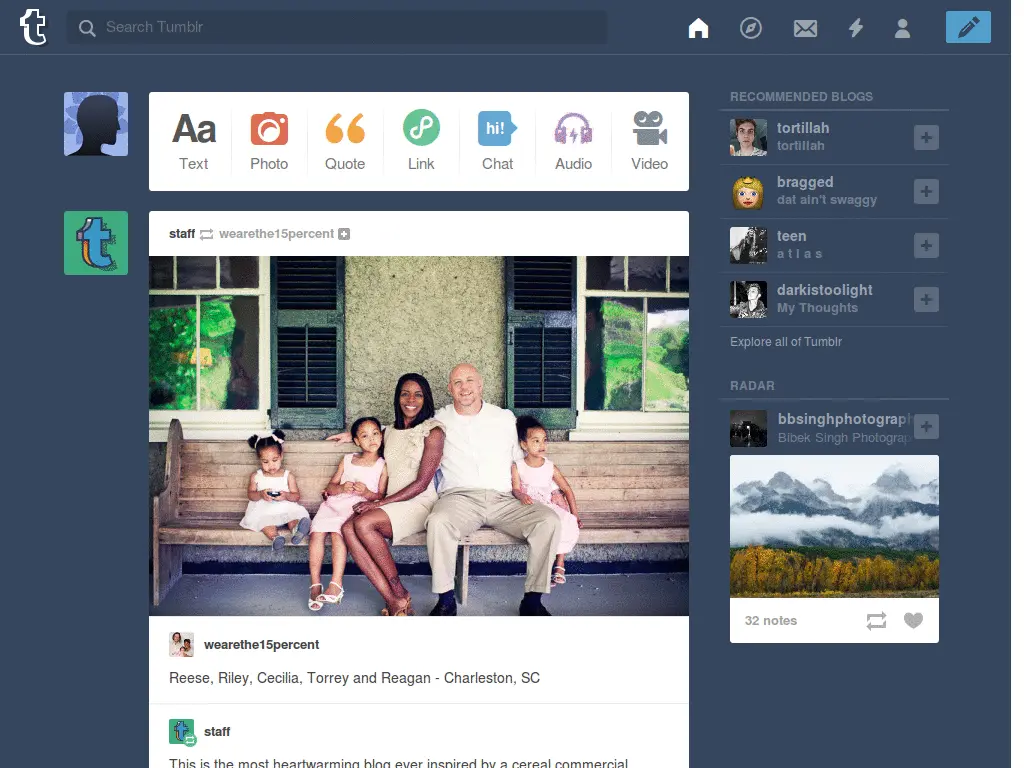 t
Search Tumblr
Aa
Text
Photo
Quote
Link
hi!
Chat
Audio
Video
staff wearethe15percent
t
wearethe15percent
Reese, Riley, Cecilia, Torrey and Reagan - Charleston, SC
staff
This is the most heartwarming blog ever inspired by a cereal commercial
RECOMMENDED BLOGS
tortillah
tortillah
bragged
dat ain't swaggy
teen
a t l a s
darkistoolight
My Thoughts
Explore all of Tumblr
RADAR
bbsinghphotograp
Bibek Singh Photograp
32 notes